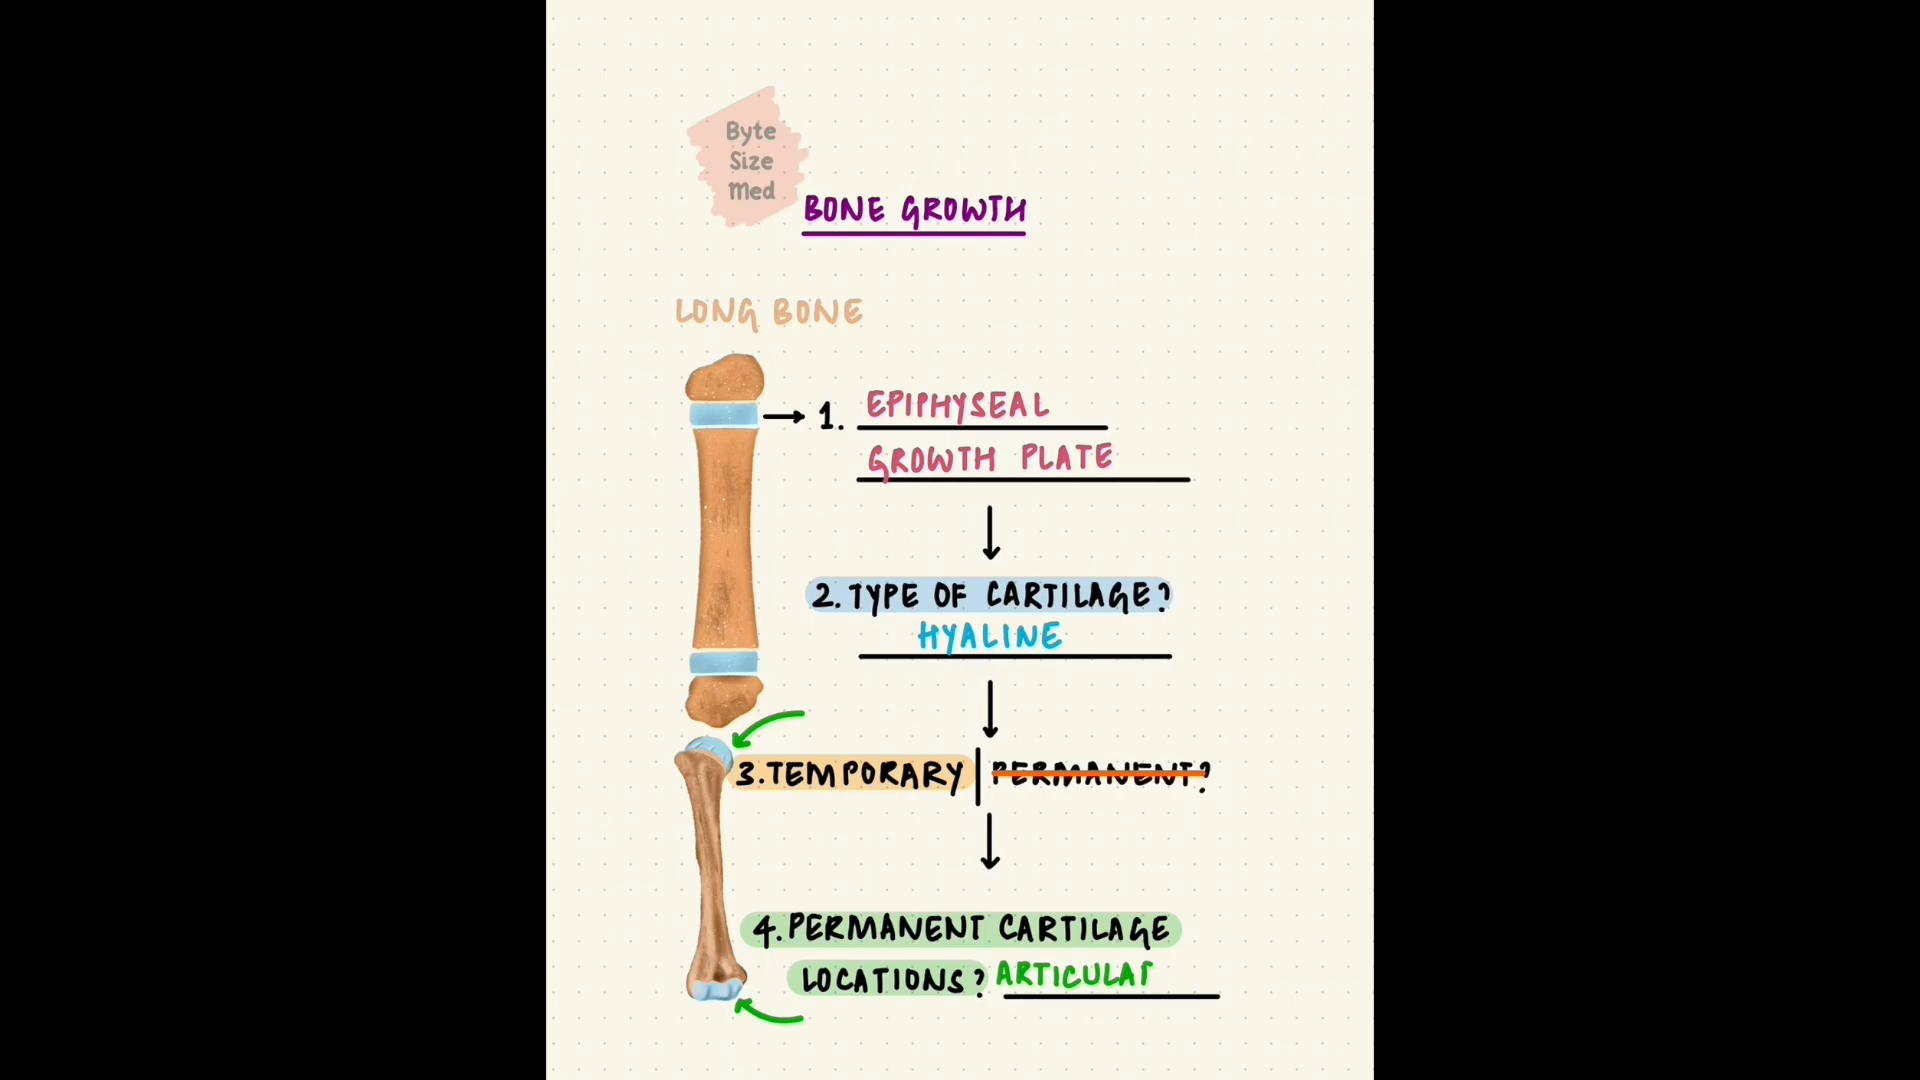 Byte
Size
Med
BONE GROWTH
LONG BONE
1. EPIPHYSEAL
GROWTH PLATE
2. TYPE OF CARTILAGE?
HYALINE
3. TEMPORARY | PERMANENT?
4. PERMANENT CARTILAGE
LOCATIONS? ARTICULAR